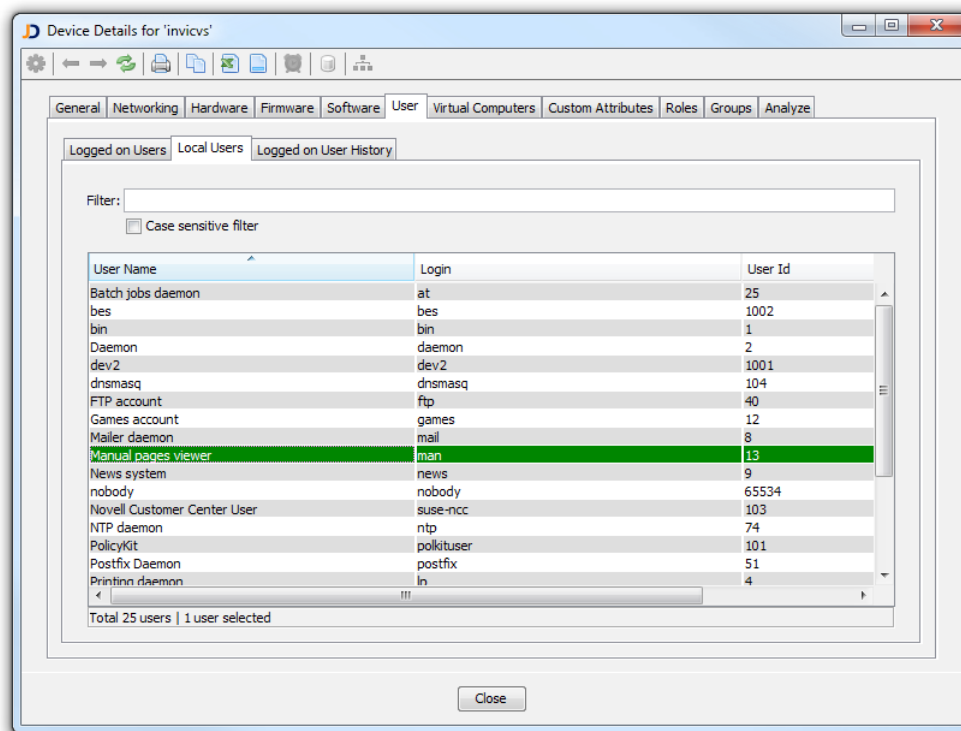 Device Details for 'invicvs'
General Networking Hardware Firmware Software User Virtual Computers Custom Attributes Roles Groups Analyze
Logged on Users Local Users Logged on User History
Filter:
Case sensitive filter
User Name Login User Id
Batch jobs daemon at 25
bes bes 1002
bin bin 1
Daemon daemon 2
dev2 dev2 1001
dnsmasq dnsmasq 104
FTP account ftp 40
Games account games 12
Mailer daemon mail 8
Manual pages viewer man 13
News system news 9
nobody nobody 65534
Novell Customer Center User suse-ncc 103
NTP daemon ntp 74
PolicyKit polkituser 101
Postfix Daemon postfix 51
Printing daemon lp 4
Total 25 users | 1 user selected
Close